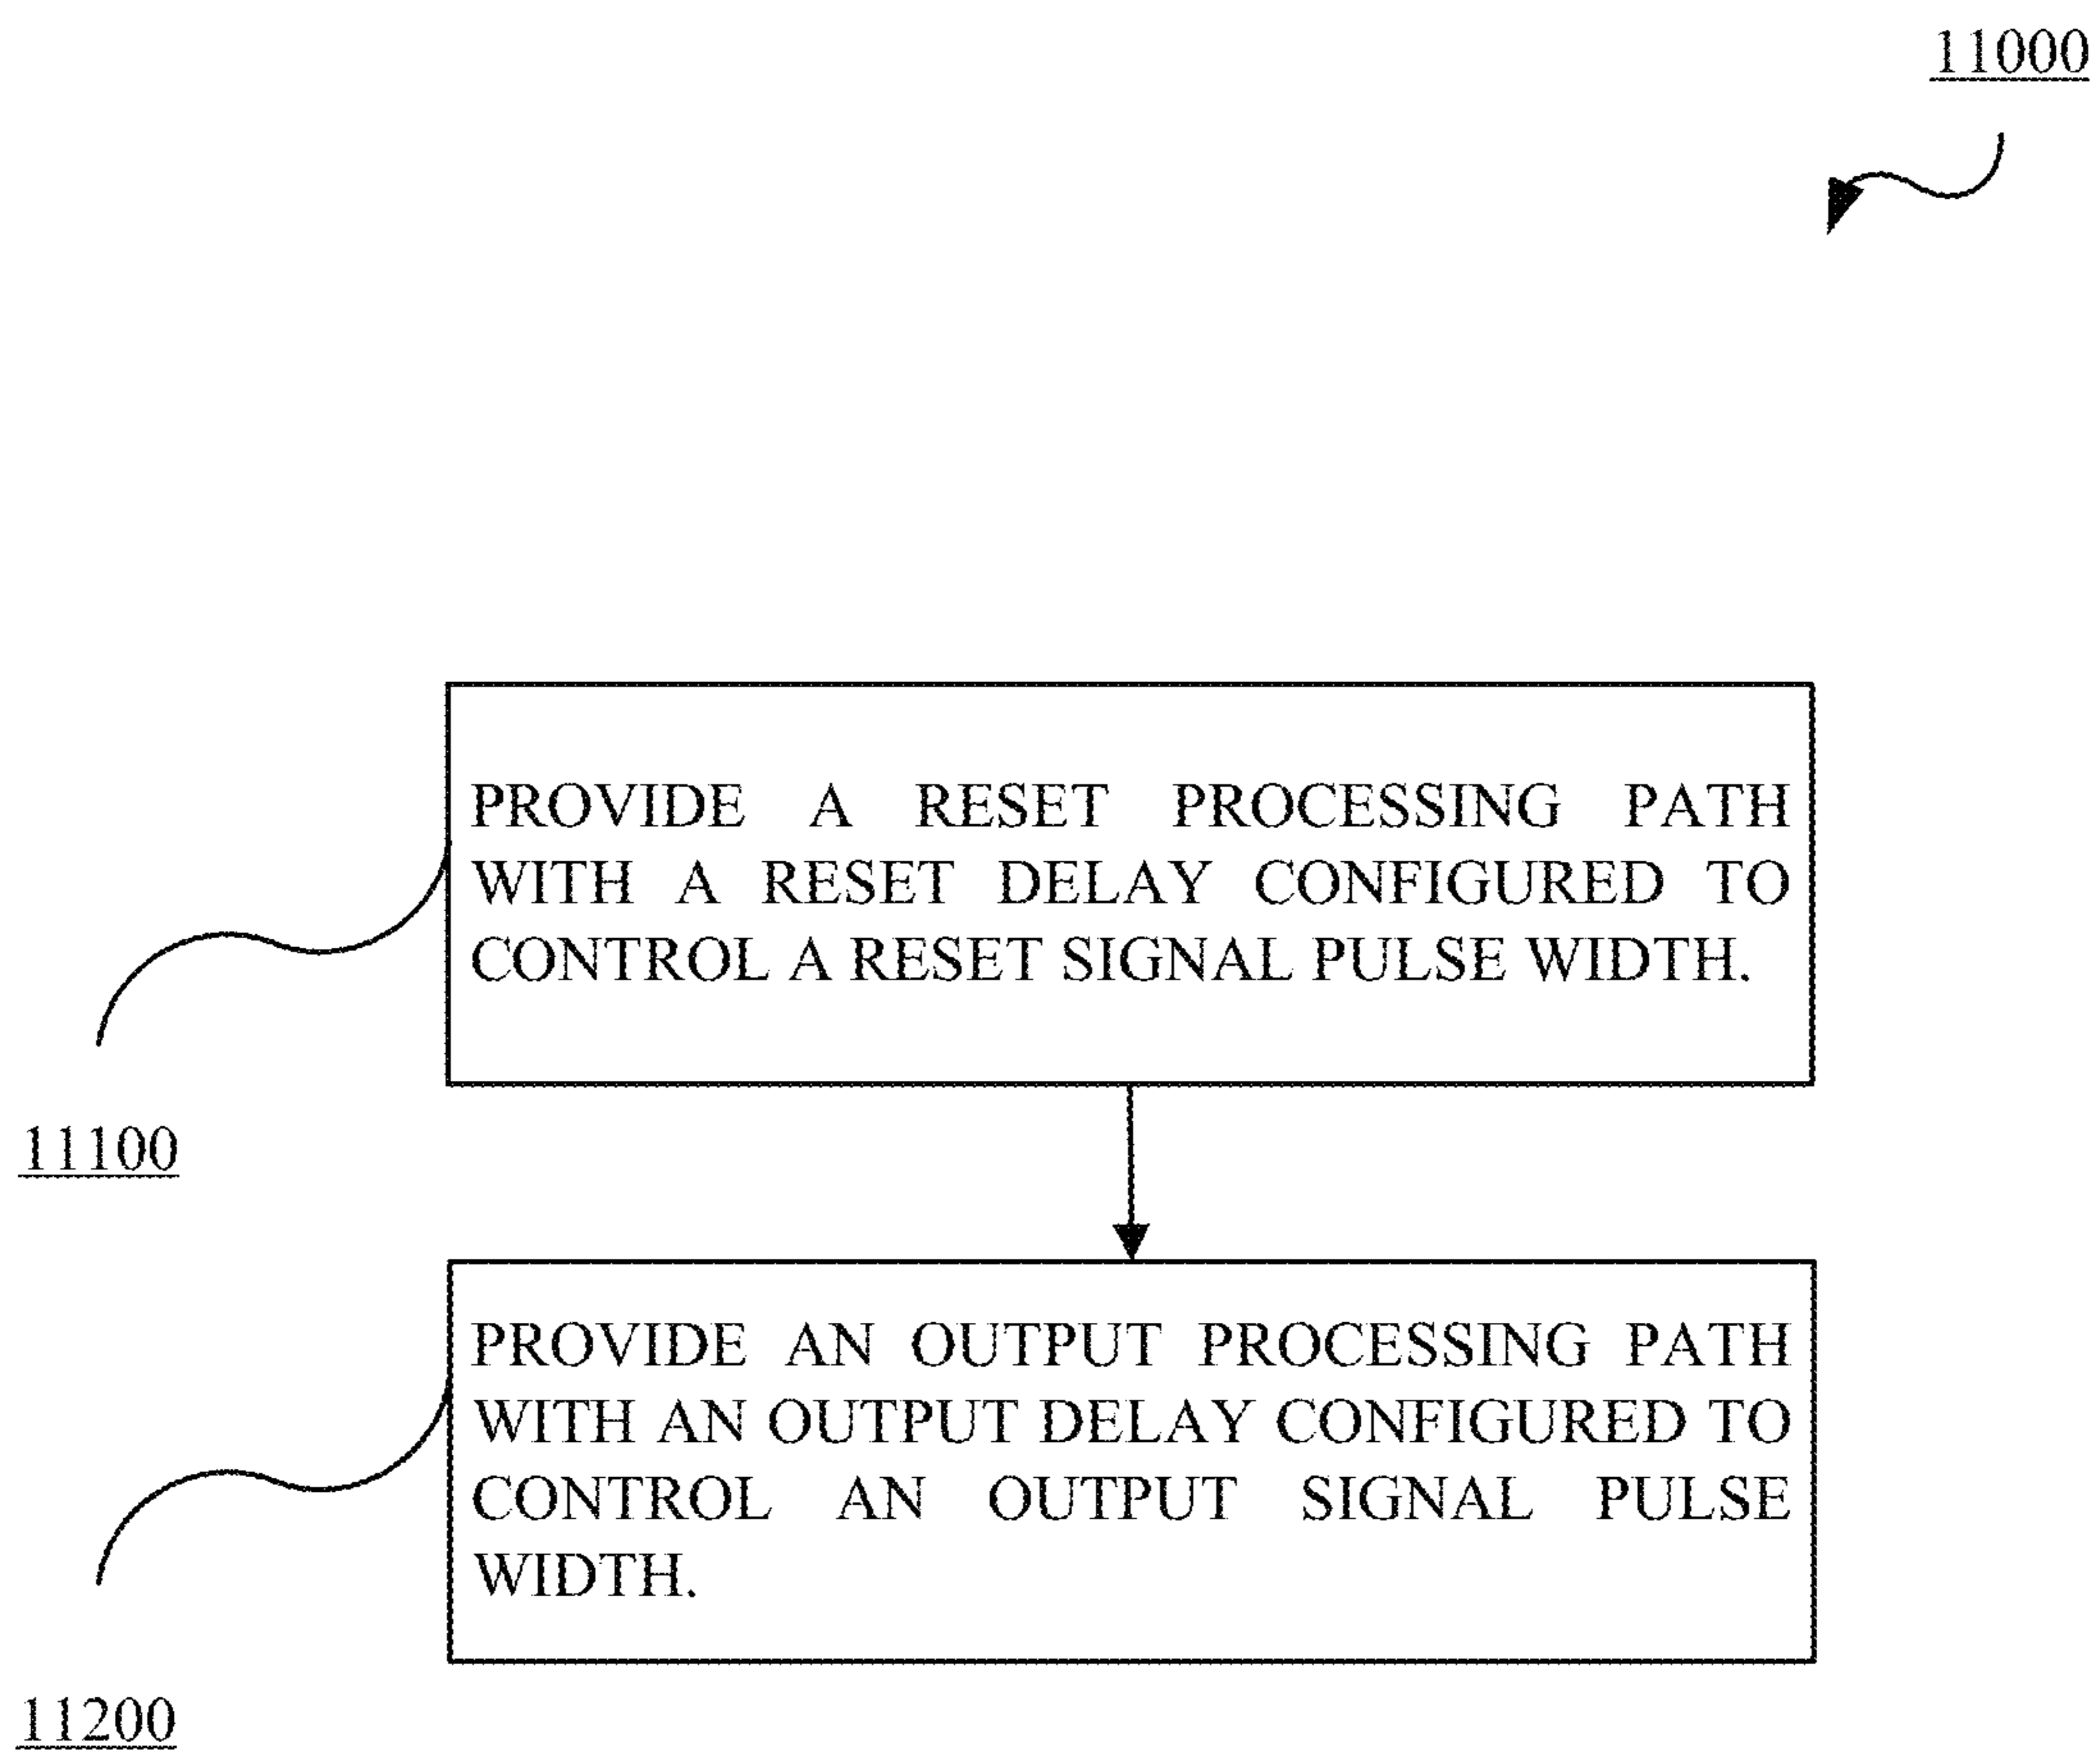 11000
PROVIDE A RESET PROCESSING PATH
WITH A RESET DELAY CONFIGURED TO
CONTROL A RESET SIGNAL PULSE WIDTH.
11100
PROVIDE AN OUTPUT PROCESSING PATH
WITH AN OUTPUT DELAY CONFIGURED TO
CONTROL AN OUTPUT SIGNAL PULSE
WIDTH.
11200